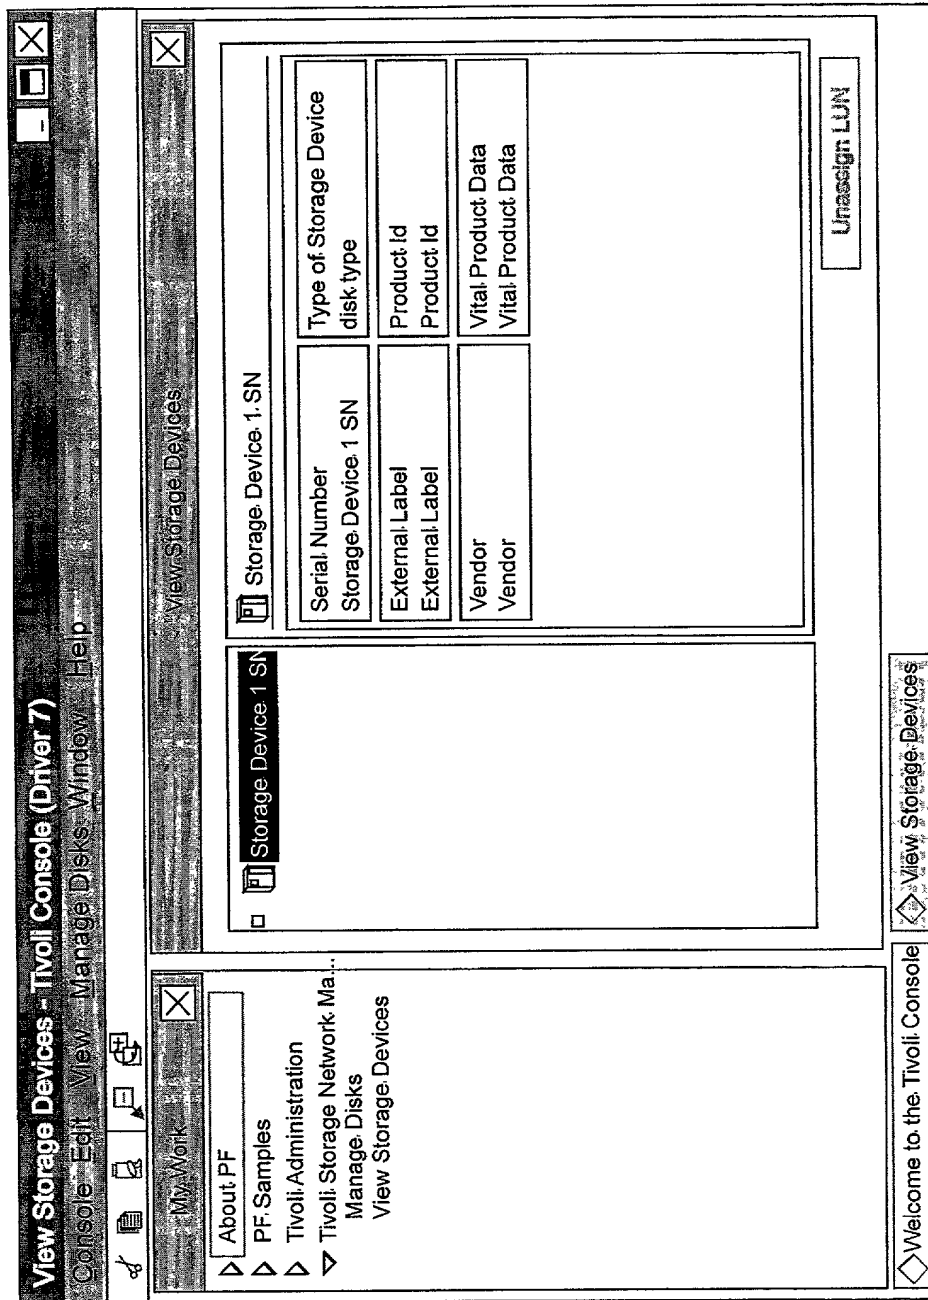 View Storage Devices - Tivoli Console (Driver 7)
Console Edit View Manage Disks Window Help
My Work
About PF
PF Samples
Tivoli Administration
Tivoli Storage Network Ma...
Manage Disks
View Storage Devices
View Storage Devices
Storage Device 1 SN
Storage Device 1 SN
Serial Number
Storage Device 1 SN
Type of Storage Device
disk type
External Label
External Label
Product Id
Product Id
Vendor
Vendor
Vital Product Data
Vital Product Data
Unassign LUN
Welcome to the Tivoli Console
View Storage Devices